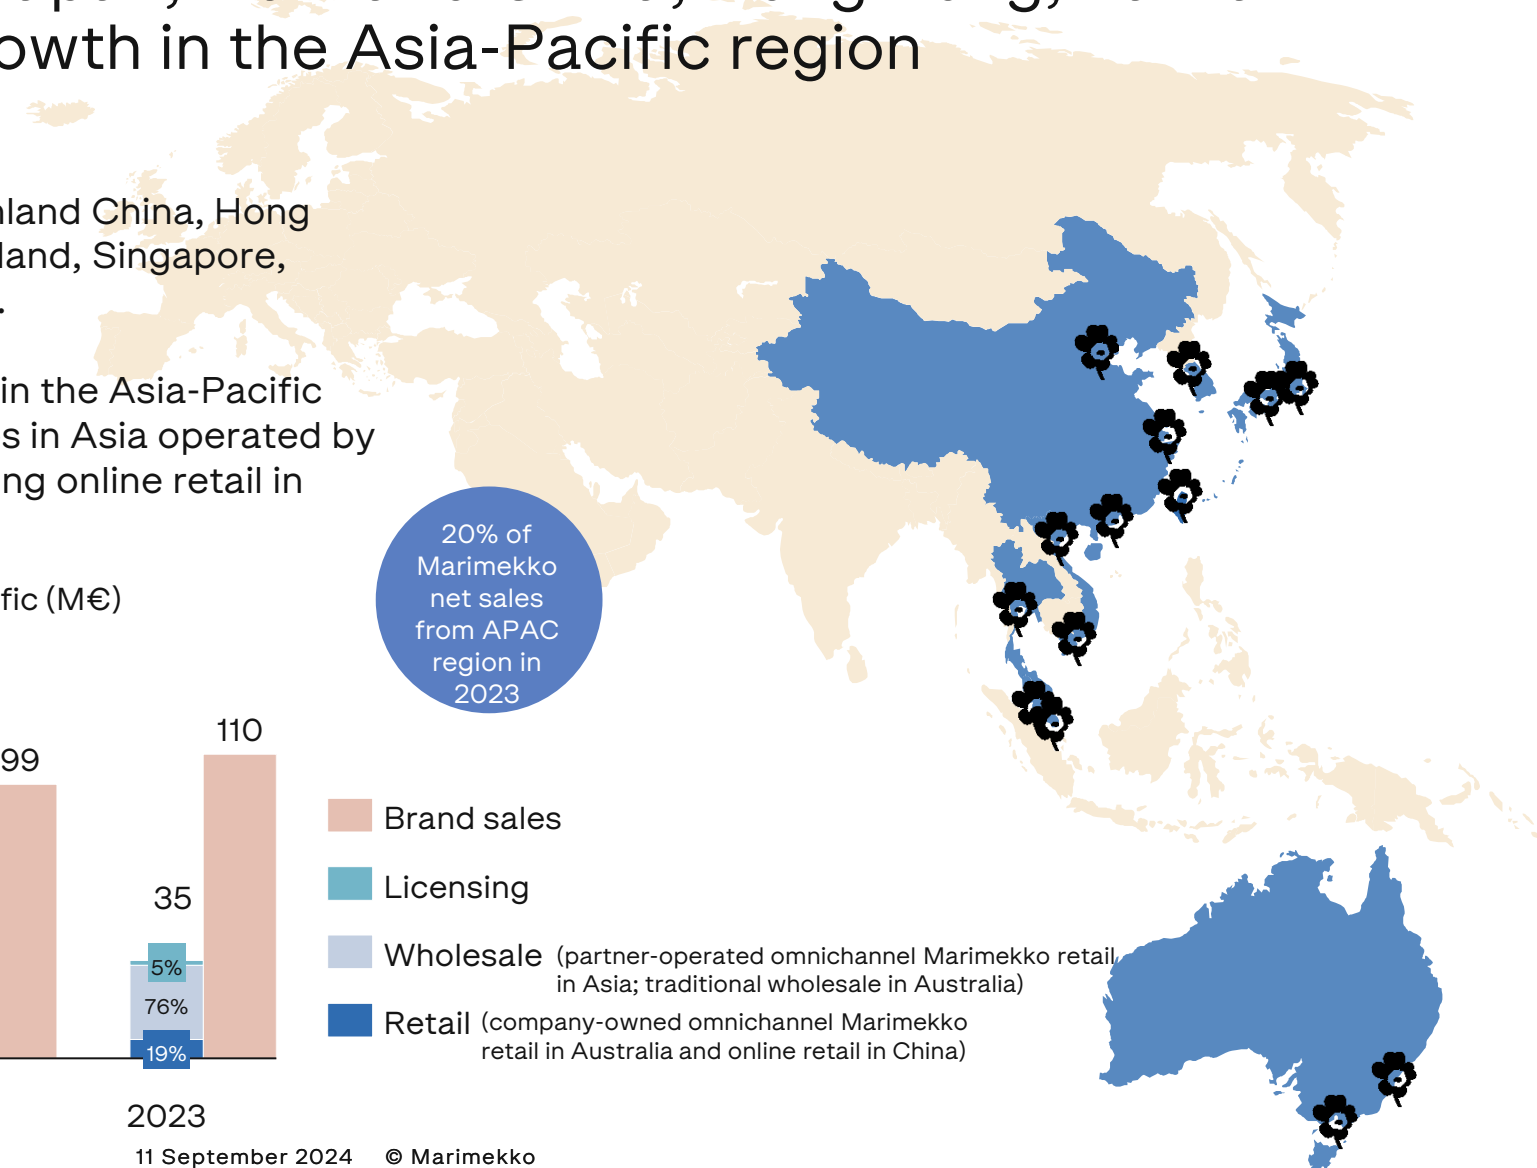 owth in the Asia-Pacific region
land China, Hong
land, Singapore,
.
in the Asia-Pacific
s in Asia operated by
ng online retail in
20% of
Marimekko
net sales
from APAC
region in
2023
fic (M€)
99
110
35
5%
76%
19%
2023
Brand sales
Licensing
Wholesale (partner-operated omnichannel Marimekko retail
in Asia; traditional wholesale in Australia)
Retail (company-owned omnichannel Marimekko
retail in Australia and online retail in China)
11 September 2024 © Marimekko